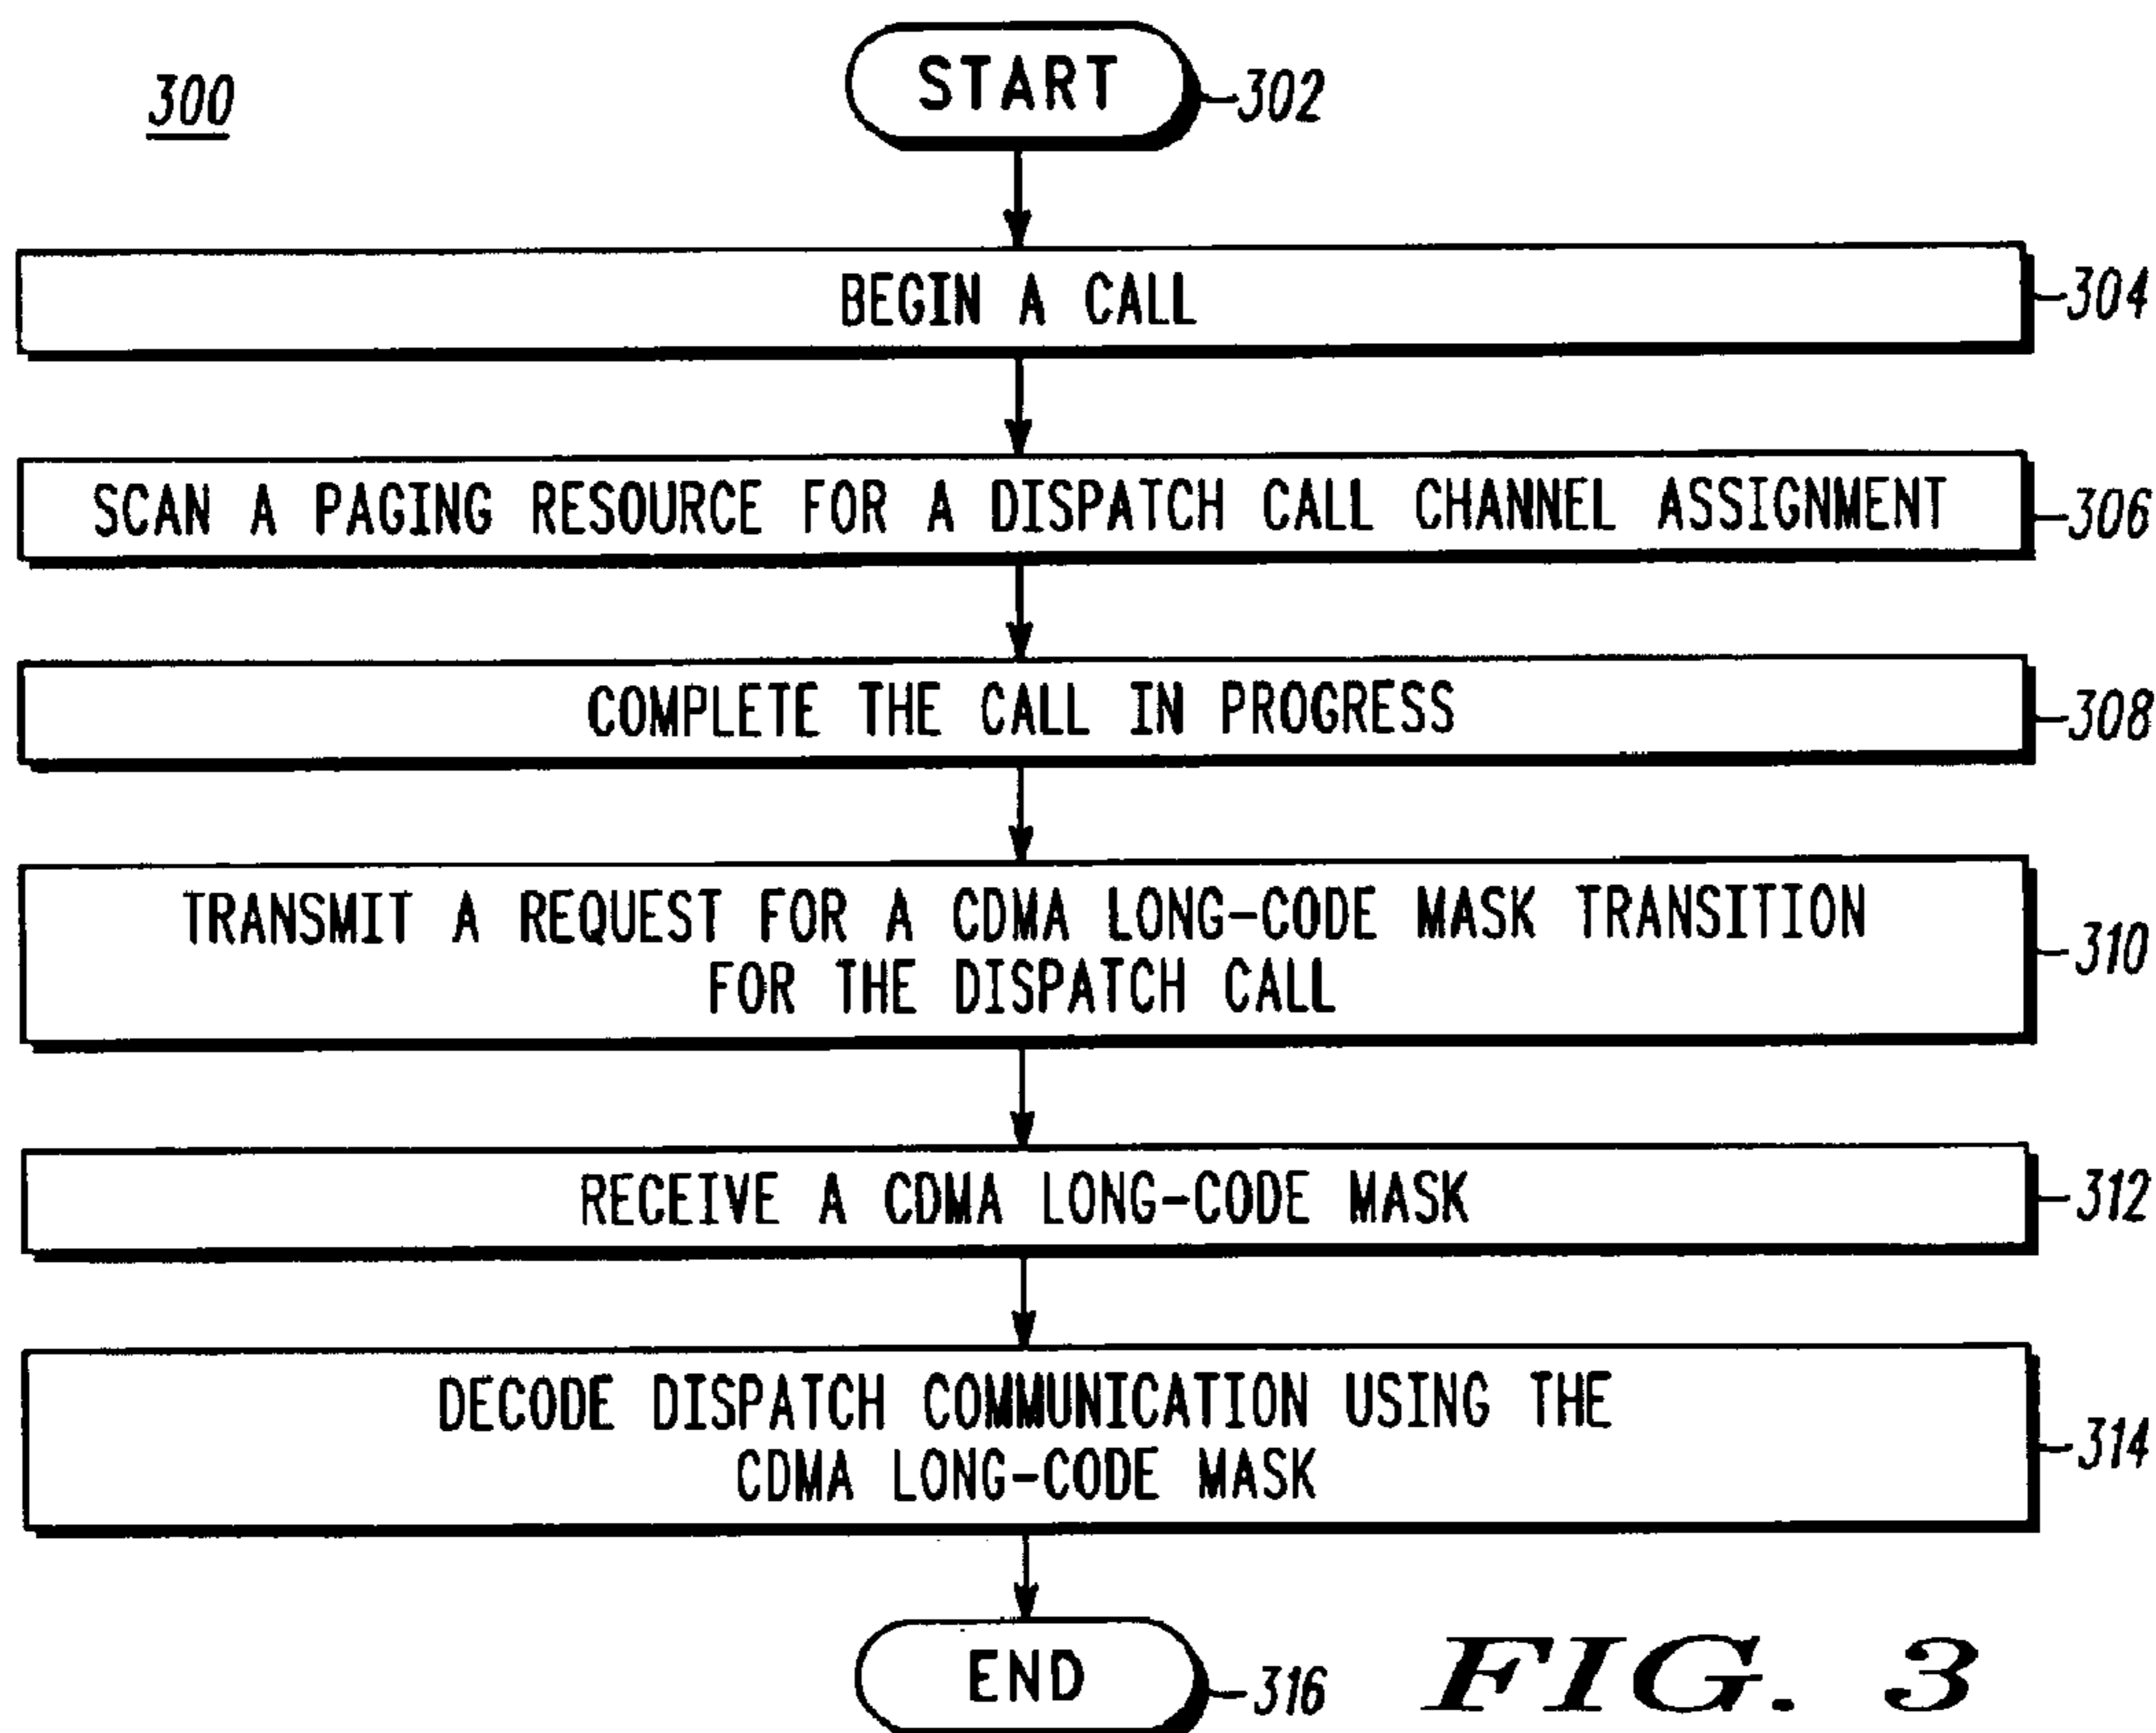 300
START
302
BEGIN A CALL
304
SCAN A PAGING RESOURCE FOR A DISPATCH CALL CHANNEL ASSIGNMENT
306
COMPLETE THE CALL IN PROGRESS
308
TRANSMIT A REQUEST FOR A CDMA LONG-CODE MASK TRANSITION
FOR THE DISPATCH CALL
310
RECEIVE A CDMA LONG-CODE MASK
312
DECODE DISPATCH COMMUNICATION USING THE
CDMA LONG-CODE MASK
314
END
316
FIG. 3